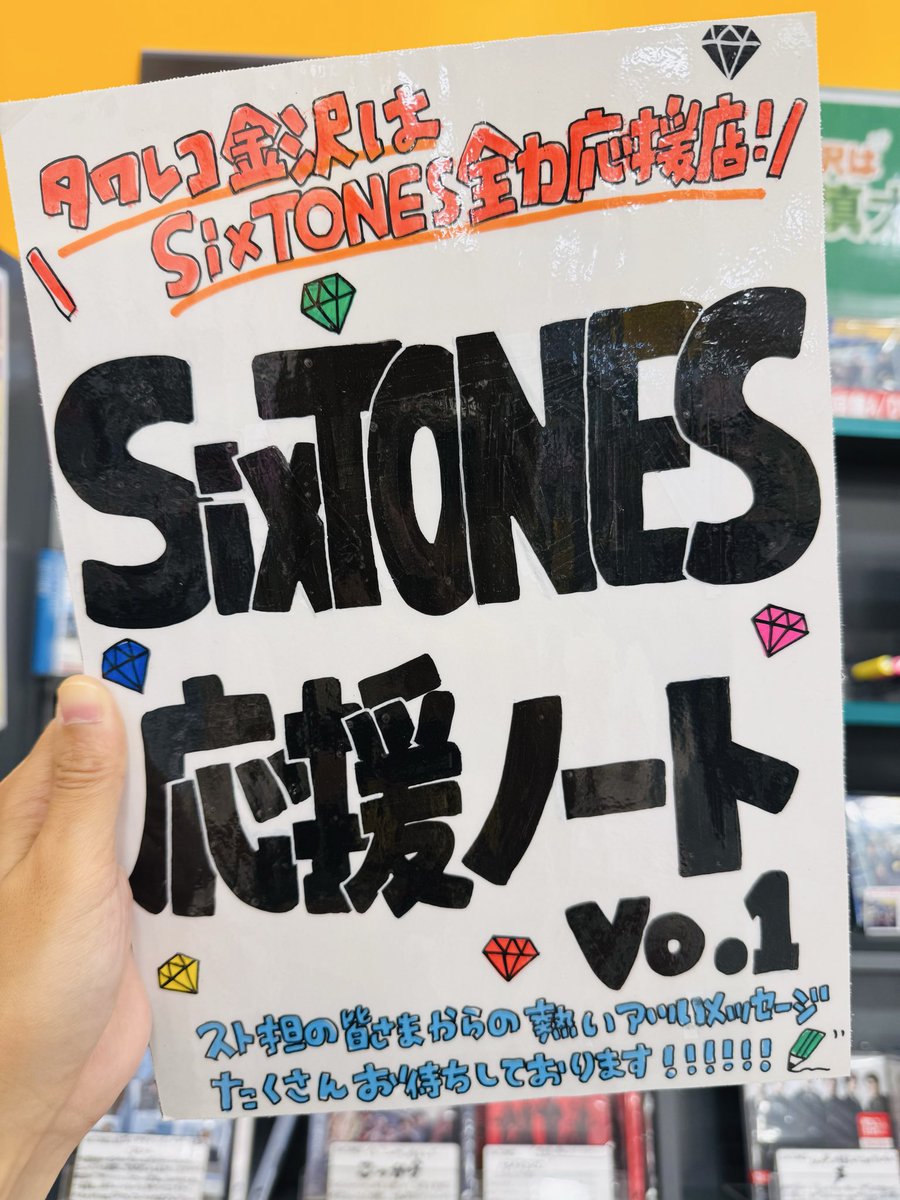 タワレコ金沢は
SixTONES全力応援店!!
SixTONES
応援ノート
Vo.1
スト担の皆さまからの熱いアツいメッセージ
たくさんお待ちしております!!!!!!
沢は